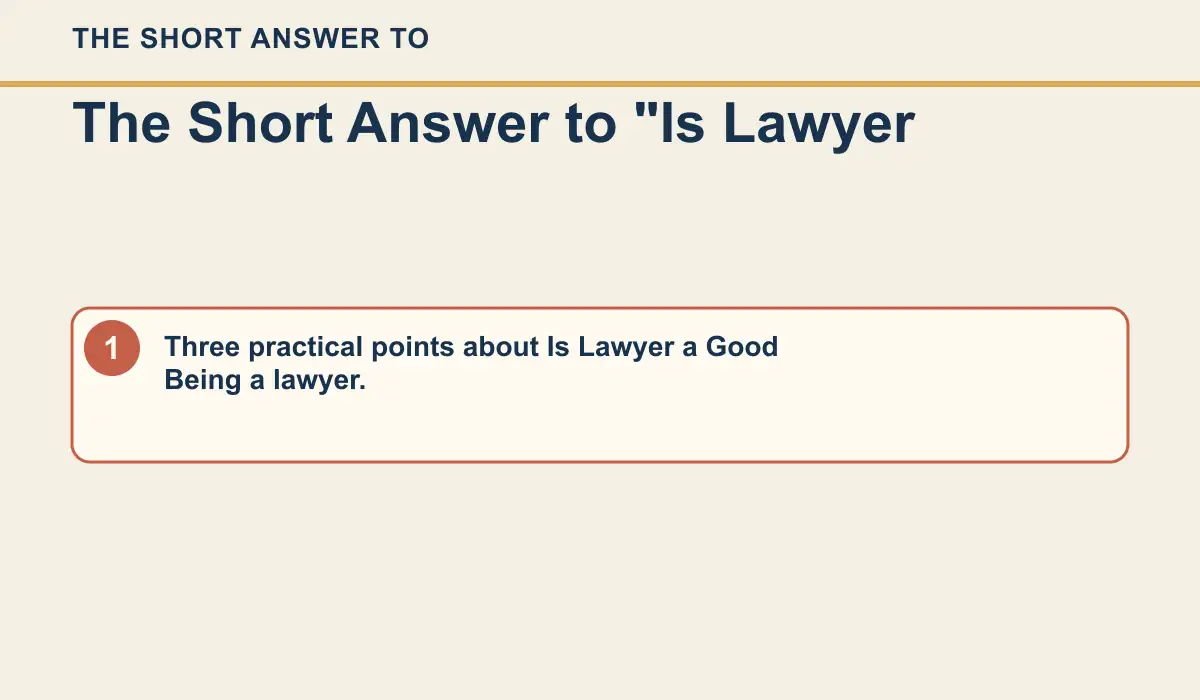 THE SHORT ANSWER TO
The Short Answer to "Is Lawyer
1
Three practical points about Is Lawyer a Good
Being a lawyer.